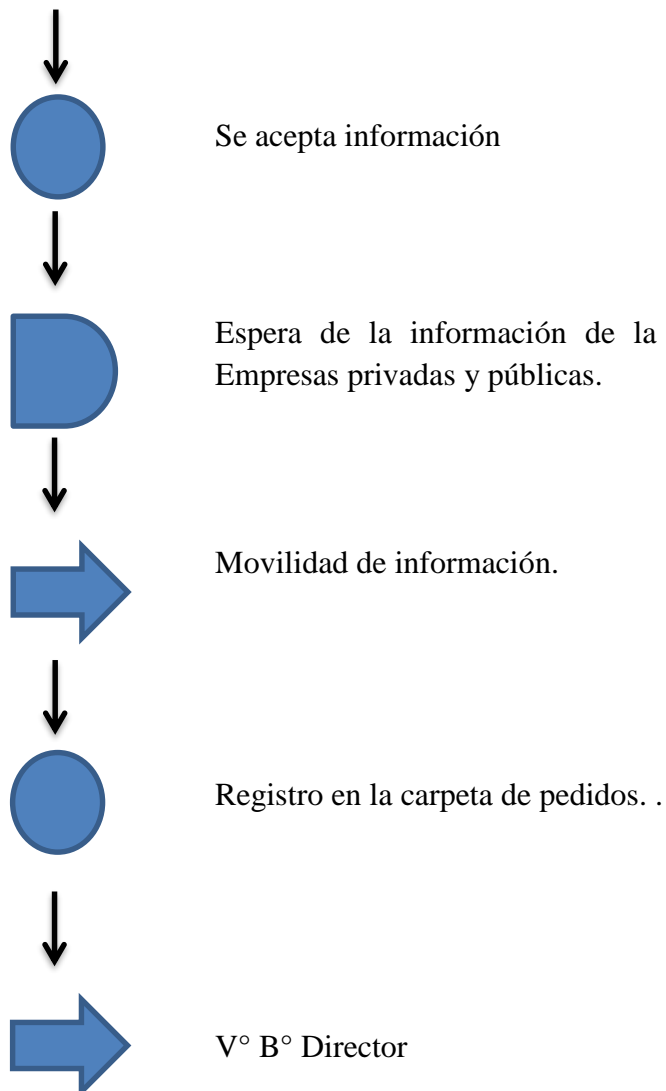 Se acepta información
Espera de la información de la
Empresas privadas y públicas.
Movilidad de información.
Registro en la carpeta de pedidos. .
V° B° Director